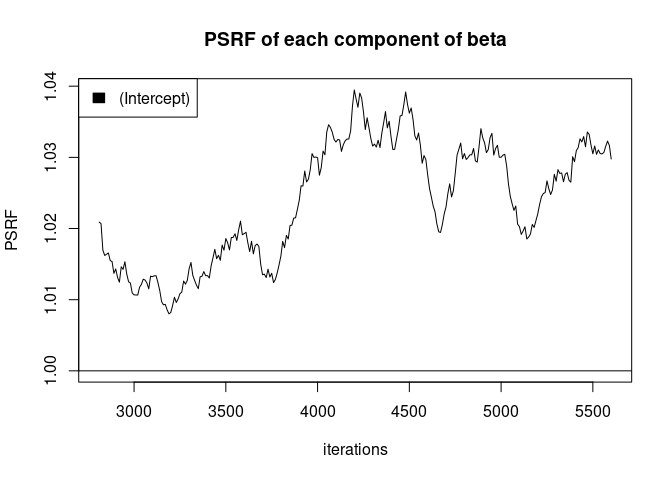 PSRF of each component of beta
(Intercept)
PSRF
1.04
1.03
1.02
1.01
1.00
3000 3500 4000 4500 5000 5500
iterations